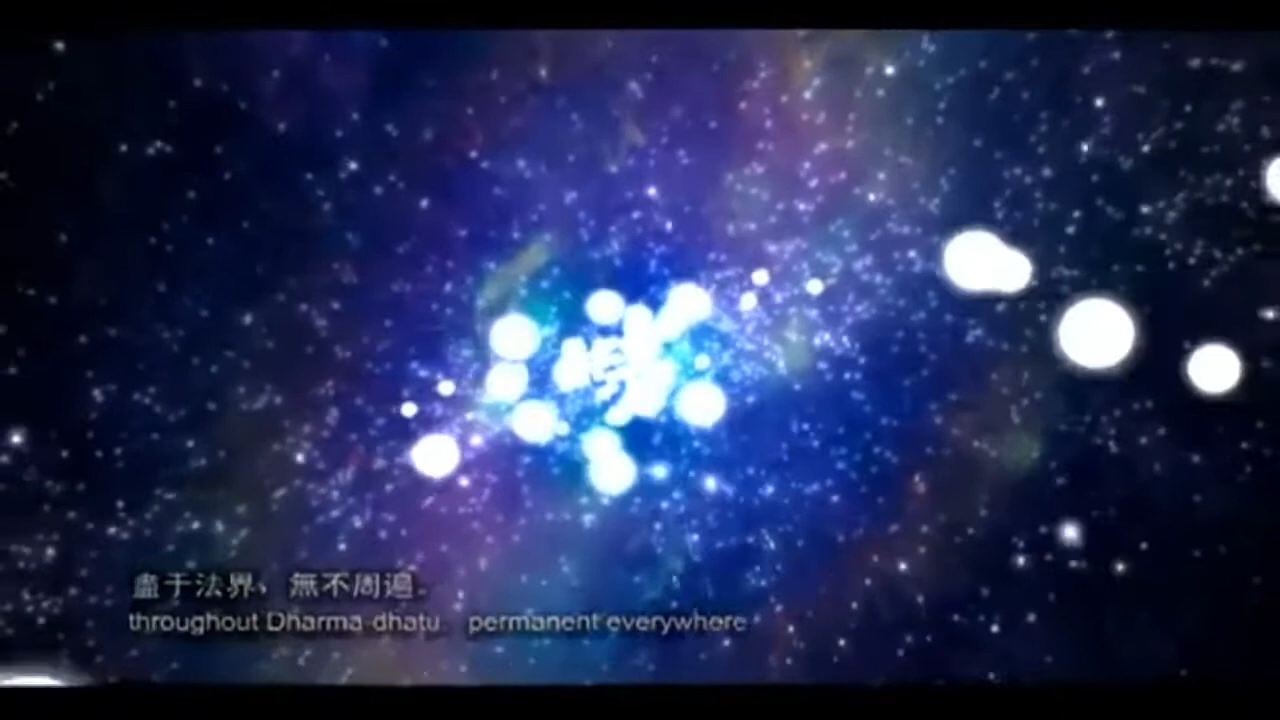 盡于法界，無不周遍。
throughout Dharma-dhatu permanent everywhere